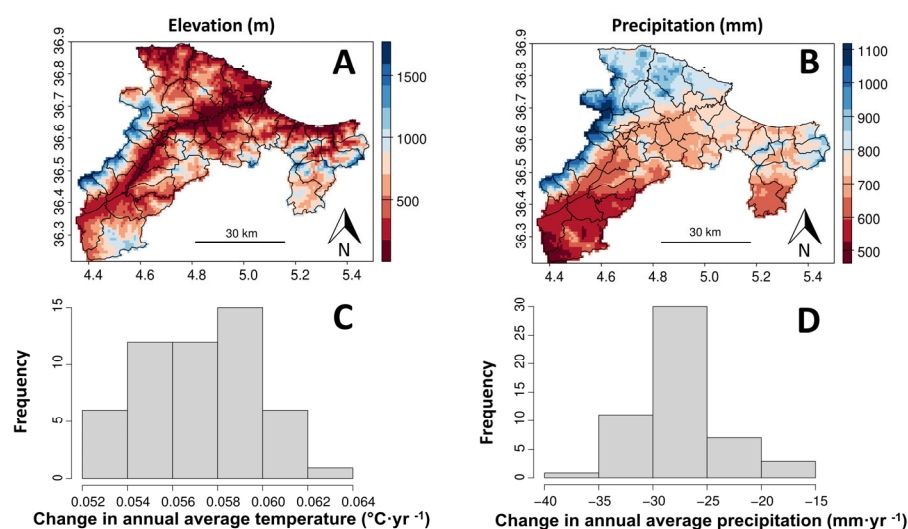 Elevation (m)
A
36.9
36.8
36.7
36.6
36.5
36.4
36.3
4.4 4.6 4.8 5.0 5.2 5.4
30 km
N
1500
1000
500
Precipitation (mm)
B
36.9
36.8
36.7
36.6
36.5
36.4
36.3
4.4 4.6 4.8 5.0 5.2 5.4
30 km
N
1100
1000
900
800
700
600
500
C
Frequency
15
10
5
0
0.052 0.054 0.056 0.058 0.060 0.062 0.064
Change in annual average temperature (°C·yr -1)
D
Frequency
30
20
10
5
0
−40 −35 −30 −25 −20 −15
Change in annual average precipitation (mm·yr -1)